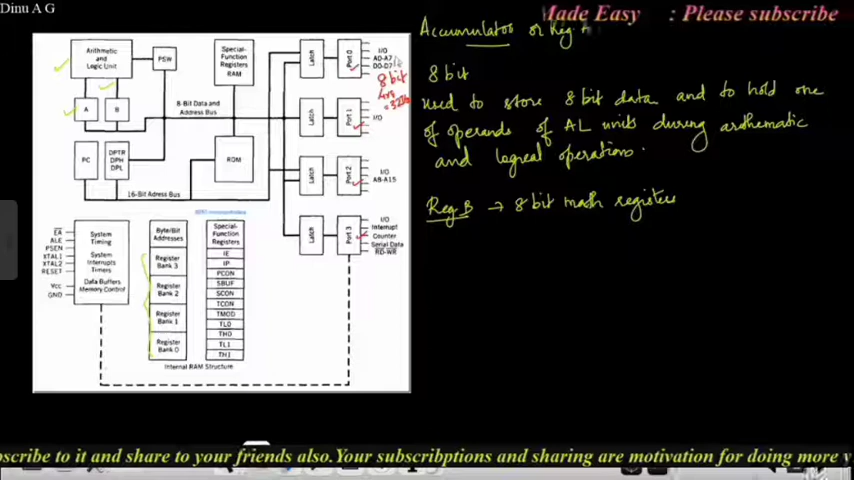 Dinu A G
Made Easy : Please subscribe
Accumulator or Reg A
8 bit
used to store 8 bit data and to hold one
of operands of AL units during arthematic
and logical operations.
Reg B → 8 bit math registers
Arithmetic
and
Logic Unit
PSW
Special-
Function
Registers
RAM
A
B
8-Bit Data and
Address Bus
PC
DPTR
DPH
DPL
ROM
16-Bit Adress Bus
Latch
Port 0
I/O
AD-A7
D0-D7
8 bit
Latch
Port 1
I/O
Latch
Port 2
I/O
A8-A15
Latch
Port 3
I/O
Interrupt
Counter
Serial Data
RD-WR
EA
ALE
PSEN
XTAL1
XTAL2
RESET
Vcc
GND
System
Timing
System
Interrupts
Timers
Data Buffers
Memory Control
Byte/Bit
Addresses
Register
Bank 3
Register
Bank 2
Register
Bank 1
Register
Bank 0
Special-
Function
Registers
IE
IP
PCON
SBUF
SCON
TCON
TMOD
TL0
TH0
TL1
TH1
Internal RAM Structure
scribe to it and share to your friends also.Your subscribptions and sharing are motivation for doing more